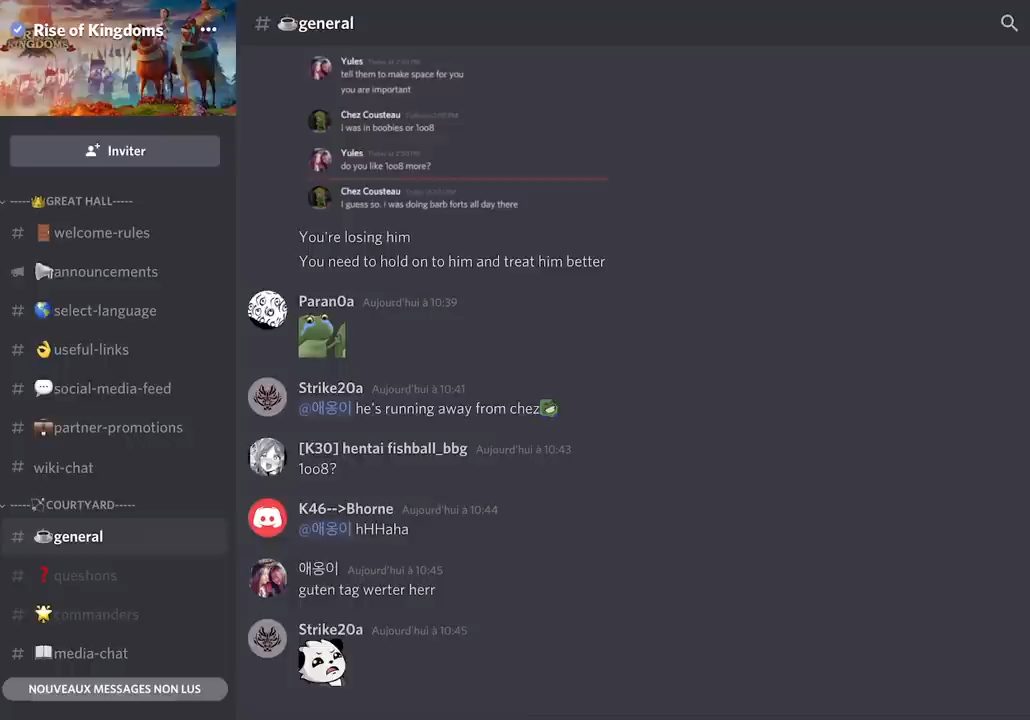 Rise of Kingdoms
Inviter
-----👑GREAT HALL-----
# 🚪welcome-rules
📢announcements
# 🌎select-language
# 👌useful-links
# 💬social-media-feed
# 💼partner-promotions
# wiki-chat
-----🏹COURTYARD-----
# ☕general
# ❓questions
# 🌟commanders
# 📖media-chat
NOUVEAUX MESSAGES NON LUS
# ☕general
Yules
tell them to make space for you
you are important
Chez Cousteau
I was in boobies or 1oo8
Yules
do you like 1oo8 more?
Chez Cousteau
I guess so. I was doing barb forts all day there
You're losing him
You need to hold on to him and treat him better
Paran0a Aujourd'hui à 10:39
Strike20a Aujourd'hui à 10:41
@애옹이 he's running away from chez
[K30] hentai fishball_bbg Aujourd'hui à 10:43
1oo8?
K46-->Bhorne Aujourd'hui à 10:44
@애옹이 hHHaha
애옹이 Aujourd'hui à 10:45
guten tag werter herr
Strike20a Aujourd'hui à 10:45